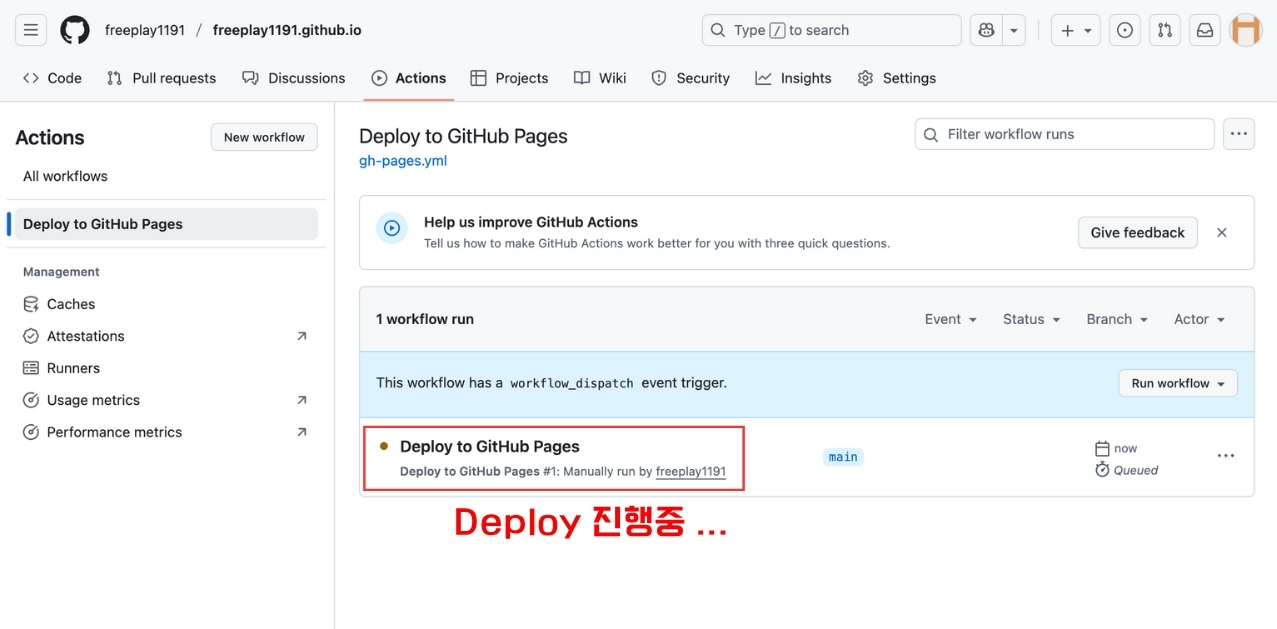 freeplay1191 / freeplay1191.github.io
Type / to search
Code Pull requests Discussions Actions Projects Wiki Security Insights Settings
Actions
New workflow
All workflows
Deploy to GitHub Pages
Management
Caches
Attestations
Runners
Usage metrics
Performance metrics
Deploy to GitHub Pages
gh-pages.yml
Filter workflow runs
Help us improve GitHub Actions
Tell us how to make GitHub Actions work better for you with three quick questions.
Give feedback
1 workflow run
Event Status Branch Actor
This workflow has a workflow_dispatch event trigger.
Run workflow
Deploy to GitHub Pages
Deploy to GitHub Pages #1: Manually run by freeplay1191
main
now
Queued
Deploy 진행중 ...